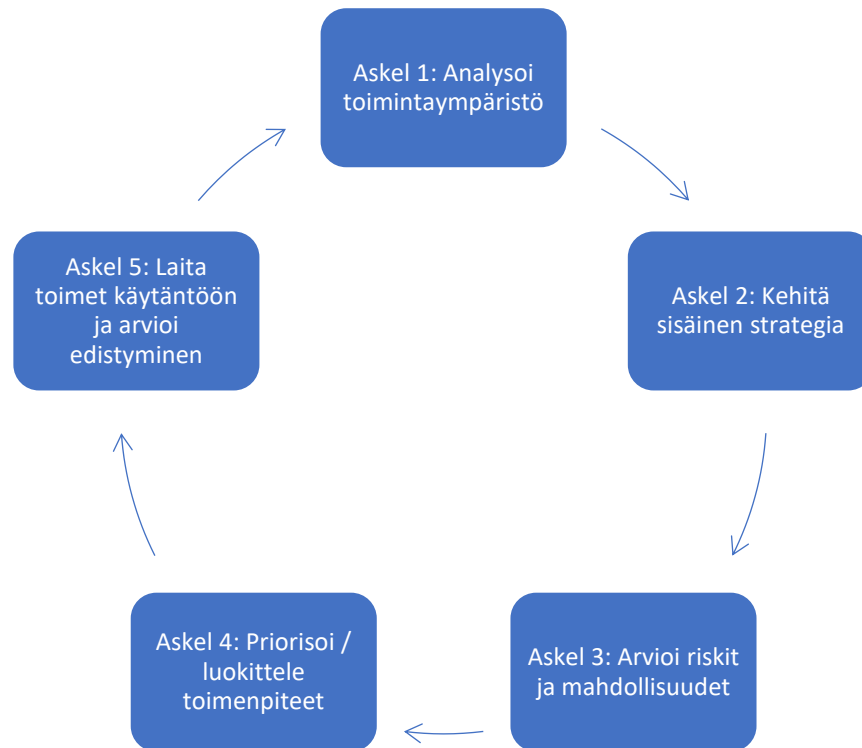 Askel 1: Analysoi
toimintaympäristö
Askel 2: Kehitä
sisäinen strategia
Askel 3: Arvioi riskit
ja mahdollisuudet
Askel 4: Priorisoi /
luokittele
toimenpiteet
Askel 5: Laita
toimet käytäntöön
ja arvioi
edistyminen